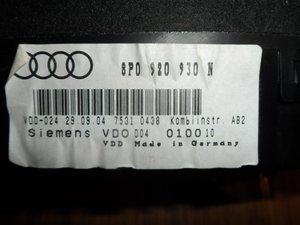 8P0 920 930 N
VDO-024 29.09.04 7531 0438 Kombiinstr. AB2
Siemens VDO 004 0100 10
VDD Made in Germany